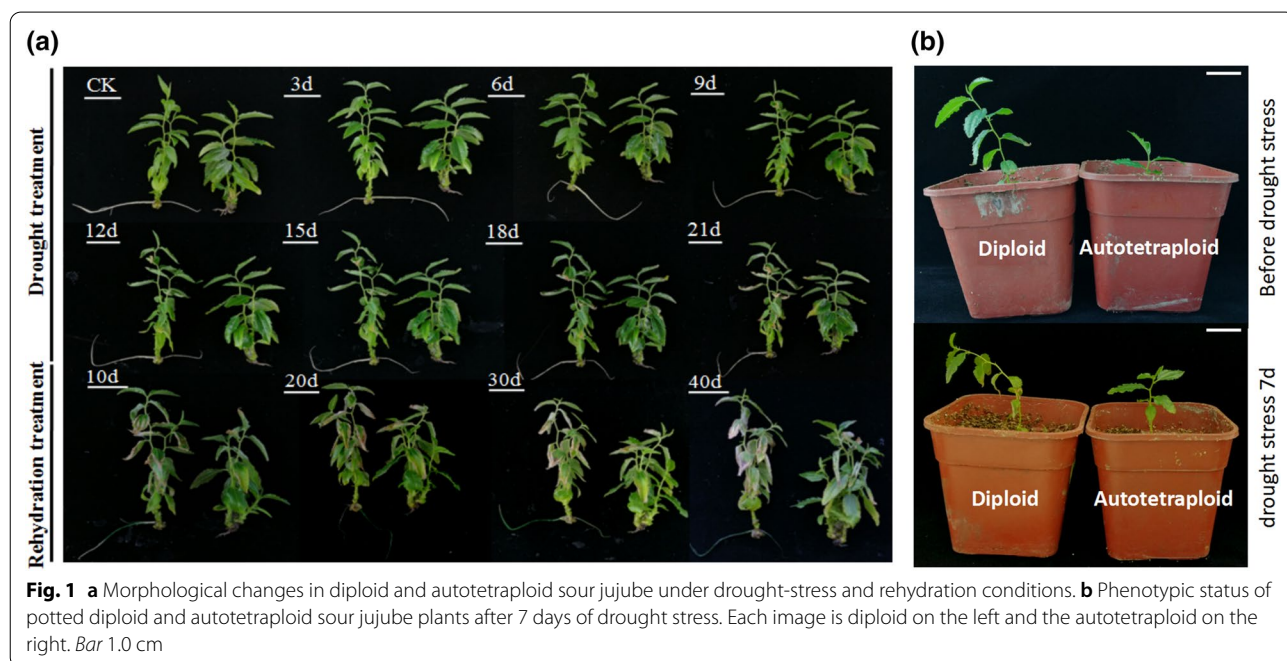 (a)
(b)
CK
3d
6d
9d
12d
15d
18d
21d
10d
20d
30d
40d
Drought treatment
Rehydration treatment
Diploid
Autotetraploid
Before drought stress
Diploid
Autotetraploid
drought stress 7d
Fig. 1 a Morphological changes in diploid and autotetraploid sour jujube under drought-stress and rehydration conditions. b Phenotypic status of
potted diploid and autotetraploid sour jujube plants after 7 days of drought stress. Each image is diploid on the left and the autotetraploid on the
right. Bar 1.0 cm